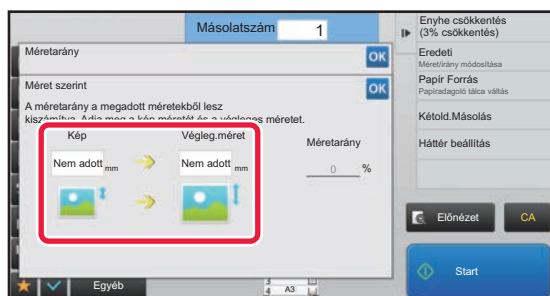 Másolatszám 1
Méretarány OK
Méret szerint OK
A méretarány a megadott méretekből lesz
kiszámítva. Adja meg a kép méretét és a végleges méretet.
Kép Végleg.méret Méretarány
Nem adott mm Nem adott mm 0 %
Egyéb
A3
Enyhe csökkentés
(3% csökkentés)
Eredeti
Méret/irány módosítása
Papír Forrás
Papíradagoló tálca váltás
Kétold.Másolás
Háttér beállítás
Előnézet CA
Start